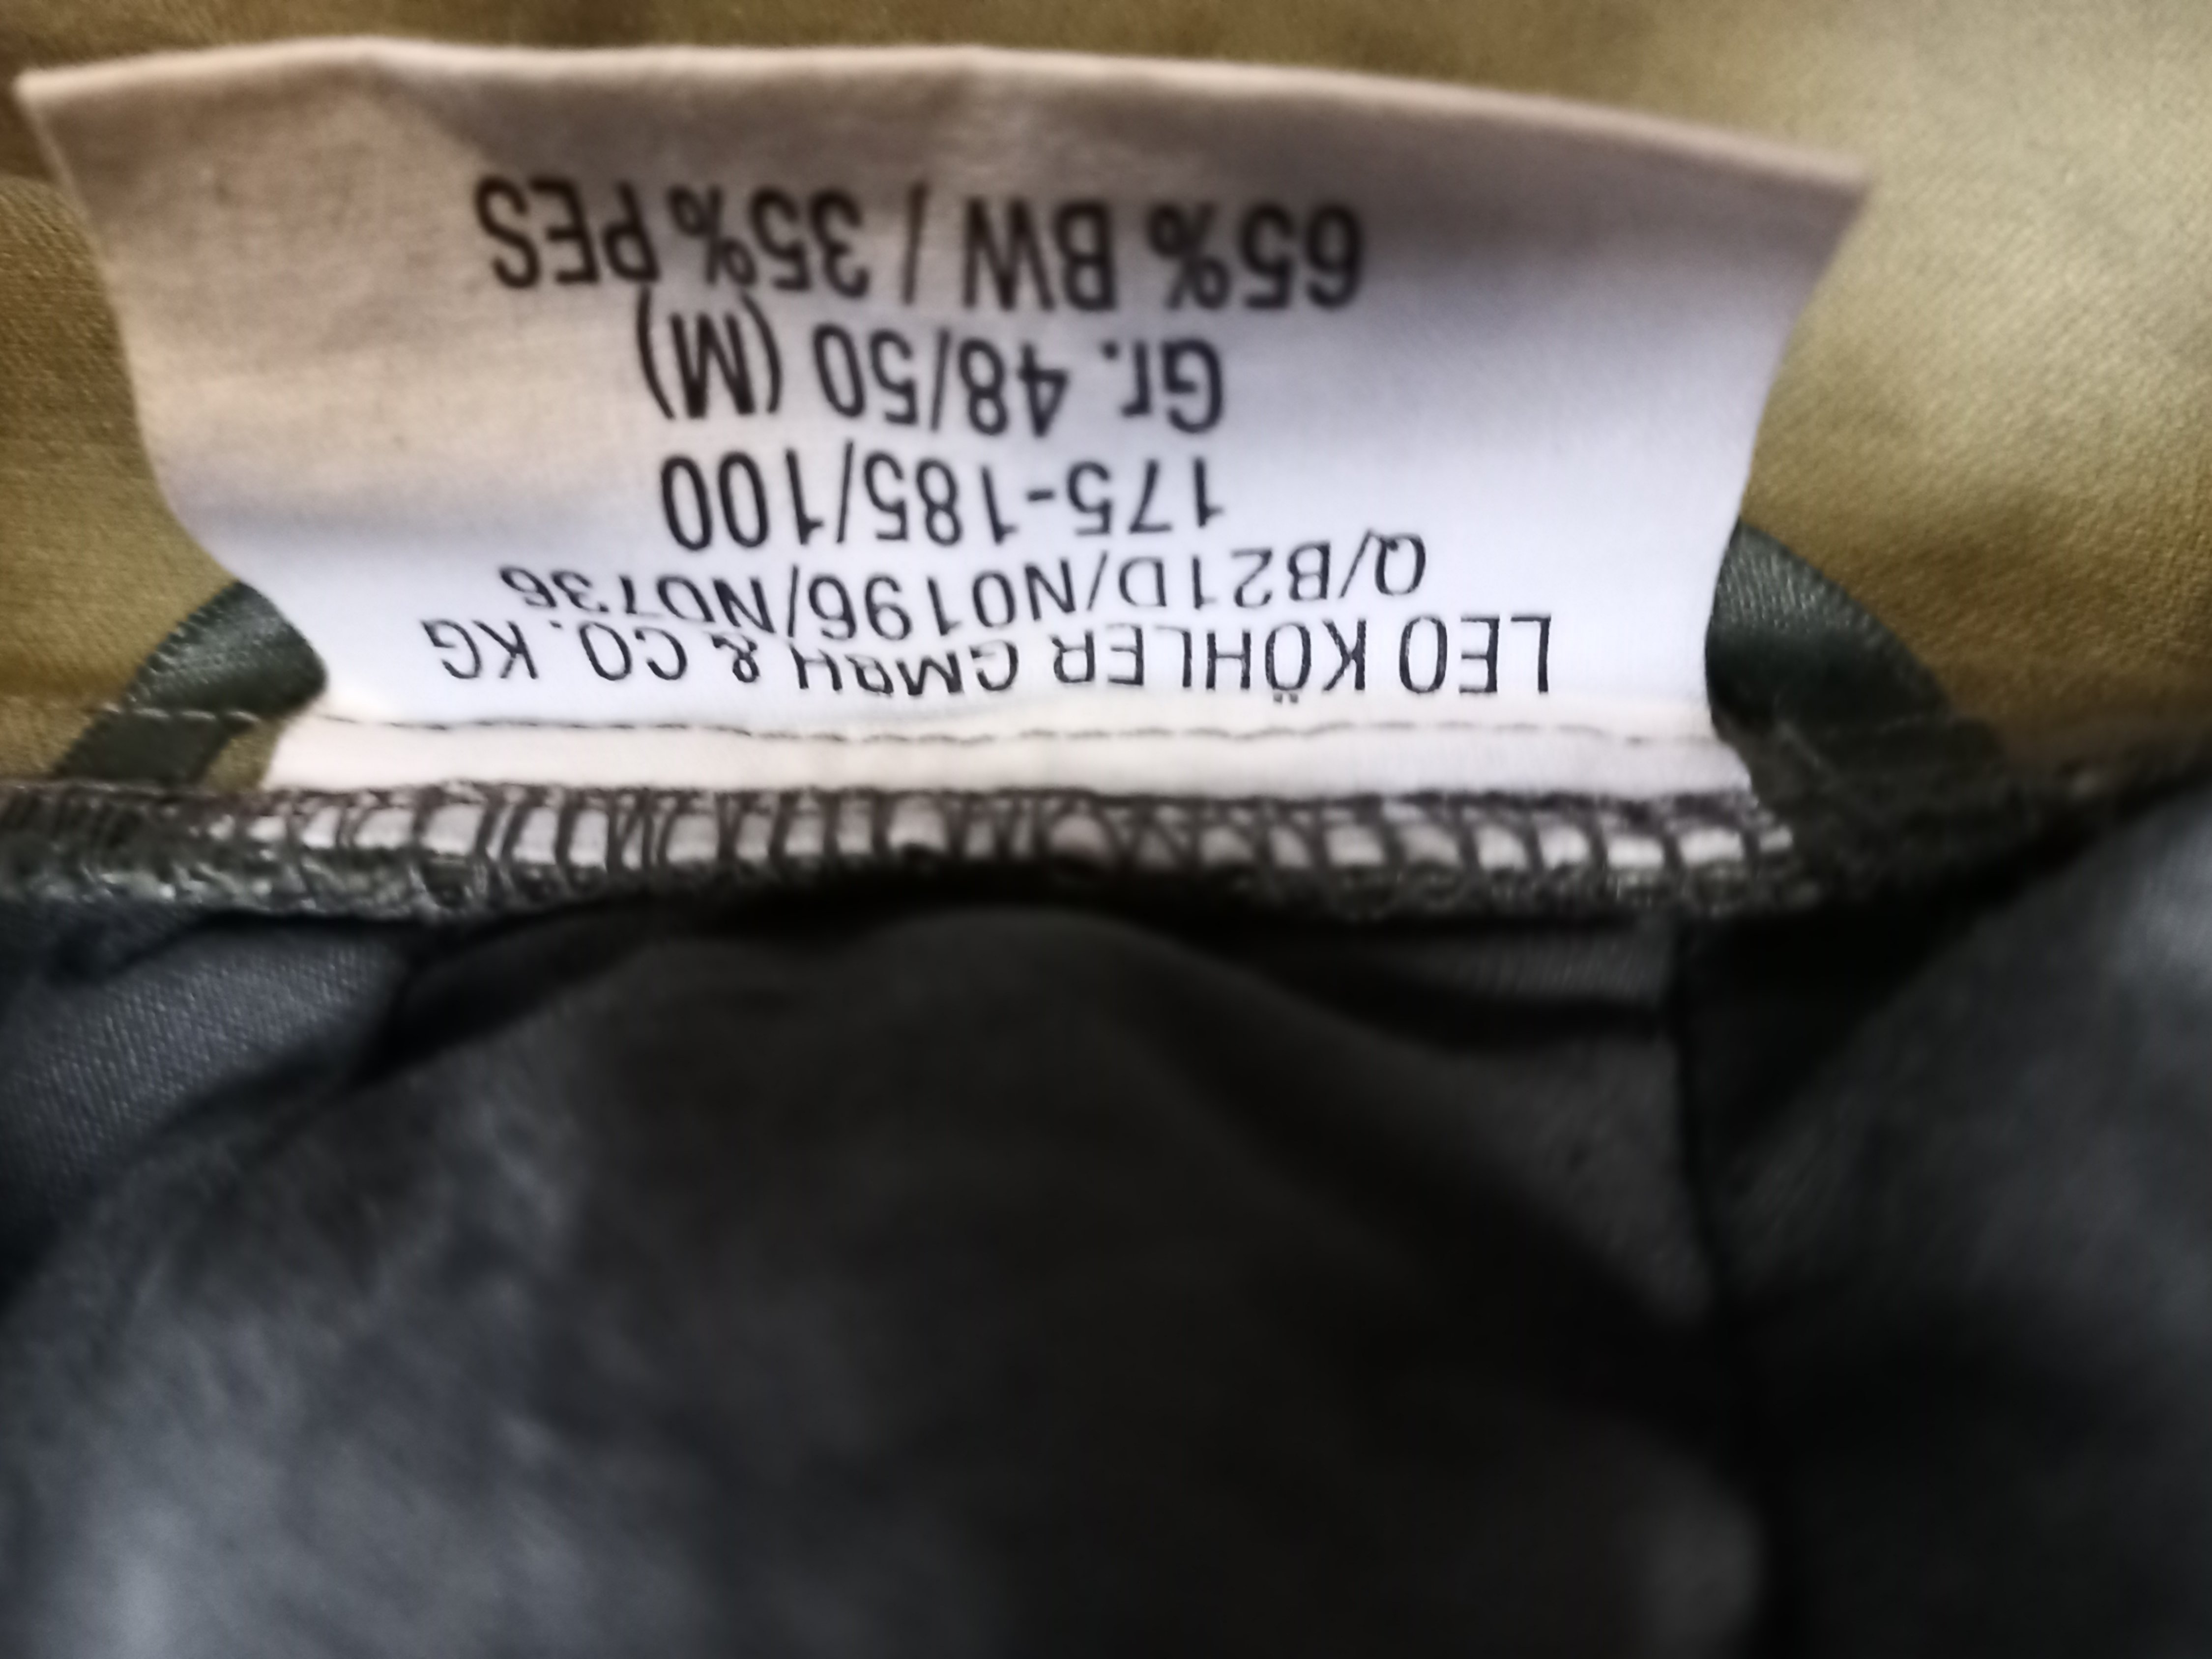 LEO KÖHLER GMBH & CO. KG
Q/B21D/N0196/N0736
175-185/100
Gr. 48/50 (M)
65% BW / 35% PES